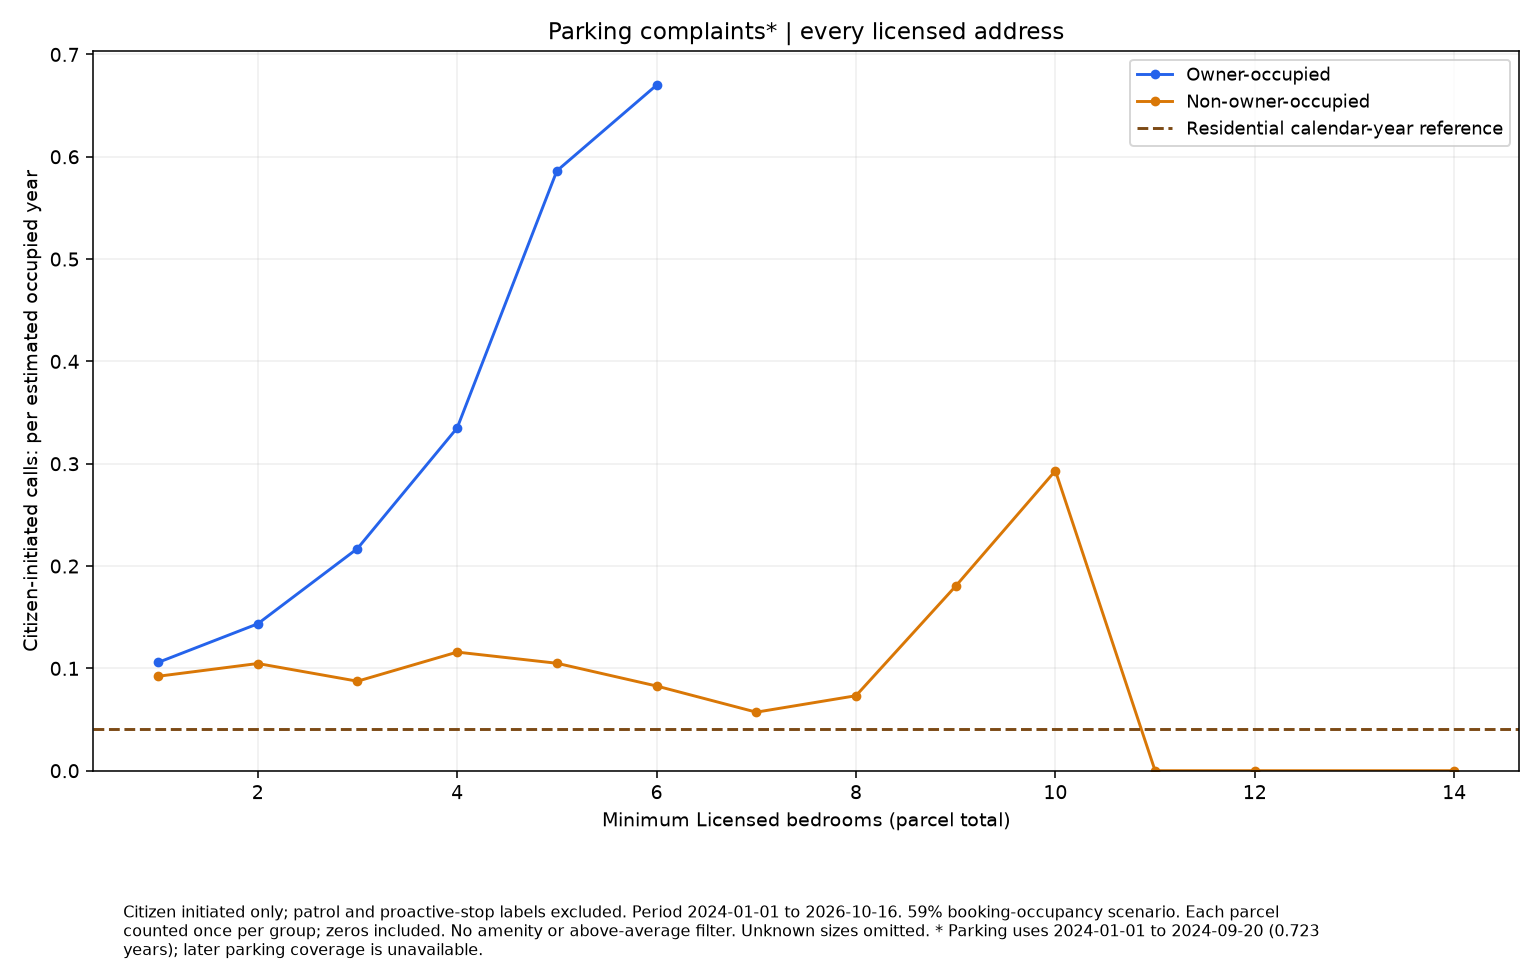 Parking complaints* | every licensed address
Owner-occupied
Non-owner-occupied
Residential calendar-year reference
Citizen-initiated calls: per estimated occupied year
0.7
0.6
0.5
0.4
0.3
0.2
0.1
0.0
2 4 6 8 10 12 14
Minimum Licensed bedrooms (parcel total)
Citizen initiated only; patrol and proactive-stop labels excluded. Period 2024-01-01 to 2026-10-16. 59% booking-occupancy scenario. Each parcel
counted once per group; zeros included. No amenity or above-average filter. Unknown sizes omitted. * Parking uses 2024-01-01 to 2024-09-20 (0.723
years); later parking coverage is unavailable.